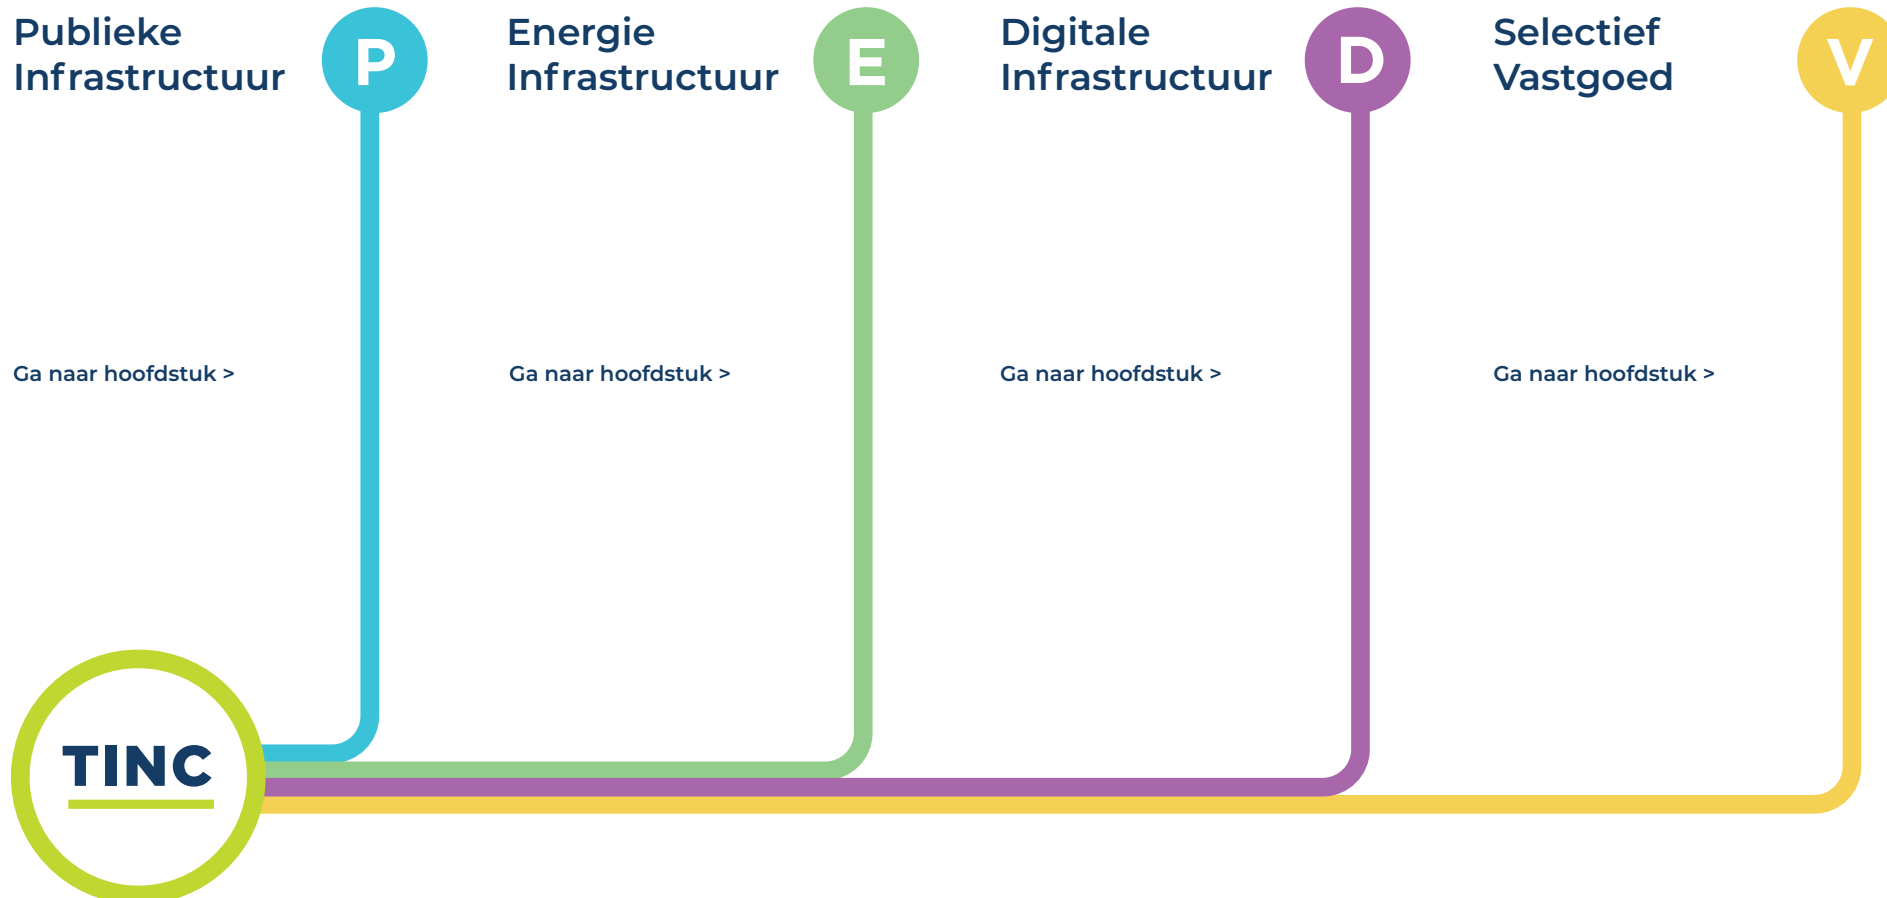 Publieke
Infrastructuur
P
Energie
Infrastructuur
E
Digitale
Infrastructuur
D
Selectief
Vastgoed
V
Ga naar hoofdstuk >
Ga naar hoofdstuk >
Ga naar hoofdstuk >
Ga naar hoofdstuk >
TINC